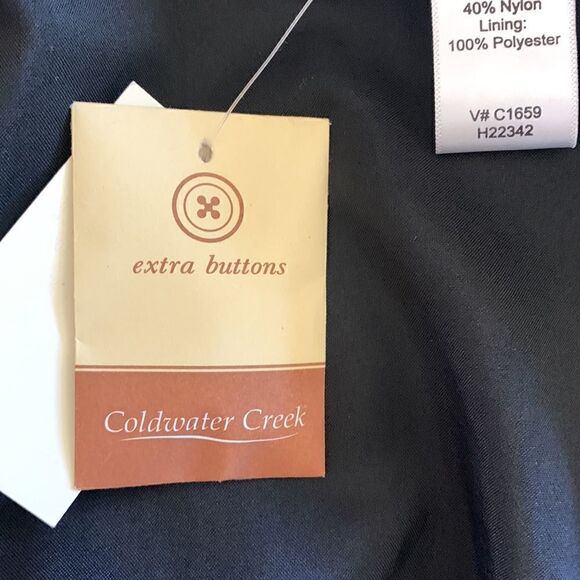 40% Nylon
Lining:
100% Polyester
V# C1659
H22342
extra buttons
Coldwater Creek